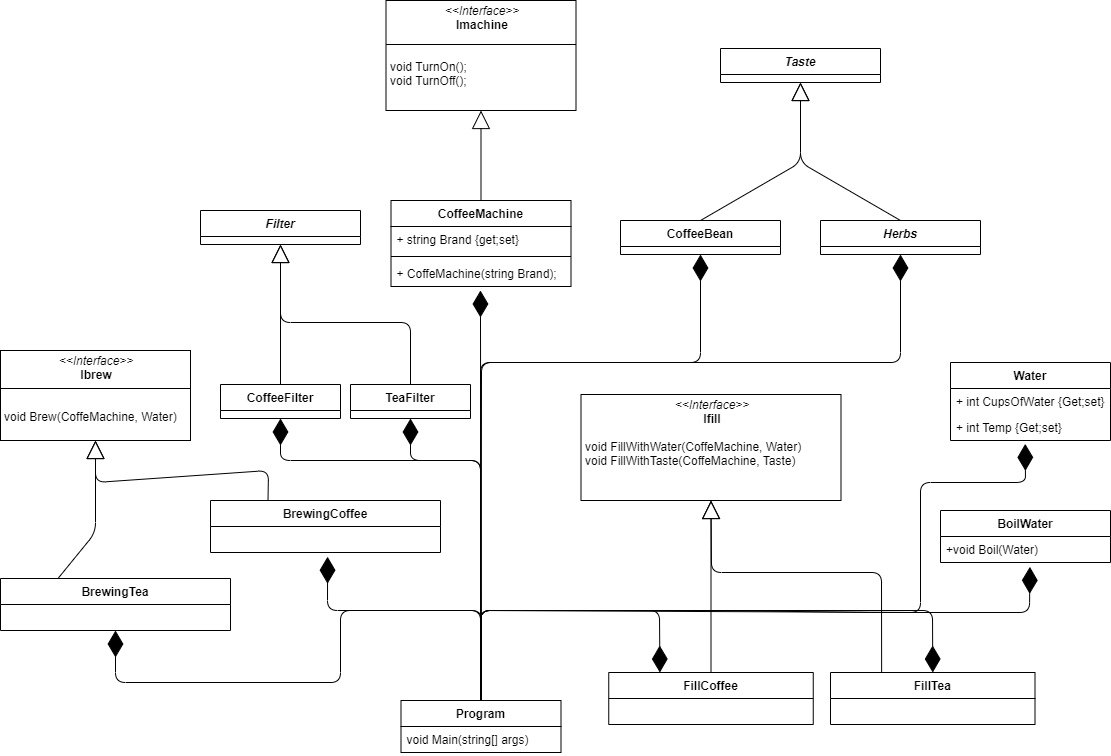 <<Interface>>
Imachine
void TurnOn();
void TurnOff();
Taste
Filter
CoffeeMachine
+ string Brand {get;set}
+ CoffeMachine(string Brand);
CoffeeBean
Herbs
<<Interface>>
Ibrew
void Brew(CoffeMachine, Water)
CoffeeFilter
TeaFilter
<<Interface>>
Ifill
void FillWithWater(CoffeMachine, Water)
void FillWithTaste(CoffeMachine, Taste)
Water
+ int CupsOfWater {Get;set}
+ int Temp {Get;set}
BrewingCoffee
BoilWater
+void Boil(Water)
BrewingTea
FillCoffee
FillTea
Program
void Main(string[] args)